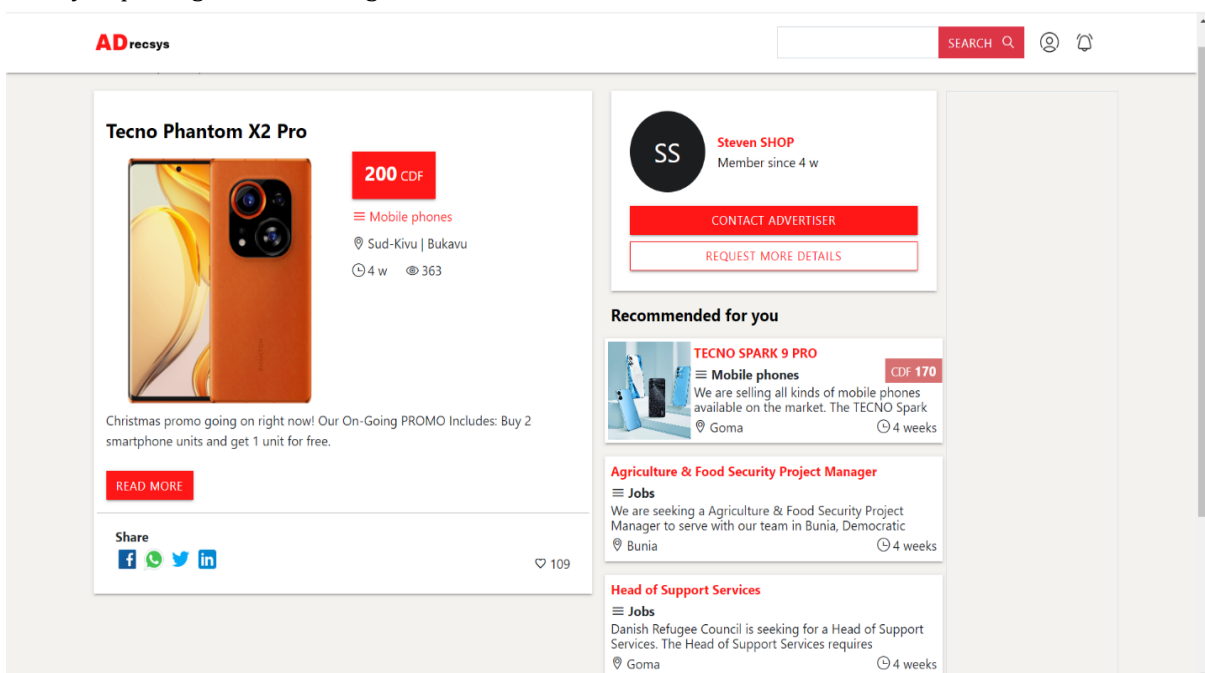 ADrecsys
SEARCH
Tecno Phantom X2 Pro
200 CDF
Mobile phones
Sud-Kivu | Bukavu
4 w 363
Christmas promo going on right now! Our On-Going PROMO Includes: Buy 2
smartphone units and get 1 unit for free.
READ MORE
Share
109
SS
Steven SHOP
Member since 4 w
CONTACT ADVERTISER
REQUEST MORE DETAILS
Recommended for you
TECNO SPARK 9 PRO
Mobile phones
CDF 170
We are selling all kinds of mobile phones
available on the market. The TECNO Spark
Goma 4 weeks
Agriculture & Food Security Project Manager
Jobs
We are seeking a Agriculture & Food Security Project
Manager to serve with our team in Bunia, Democratic
Bunia 4 weeks
Head of Support Services
Jobs
Danish Refugee Council is seeking for a Head of Support
Services. The Head of Support Services requires
Goma 4 weeks